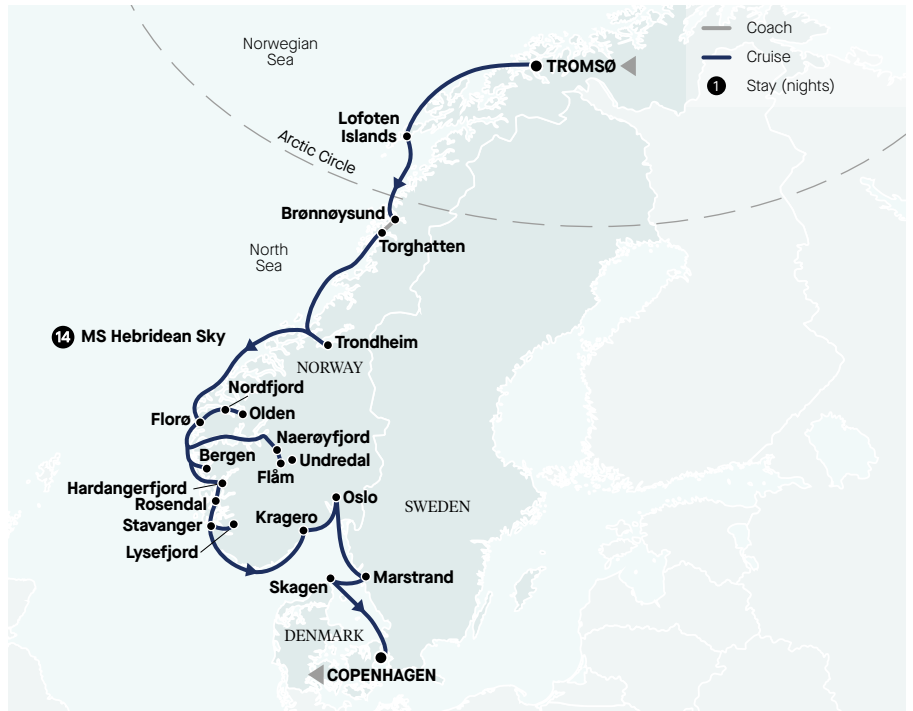 Norwegian
Sea
Coach
Cruise
1 Stay (nights)
TROMSØ
Lofoten
Islands
Arctic Circle
Brønnøysund
Torghatten
North
Sea
14 MS Hebridean Sky
Trondheim
NORWAY
Nordfjord
Florø
Olden
Naerøyfjord
Bergen
Undredal
Flåm
Hardangerfjord
Rosendal
Oslo
SWEDEN
Kragero
Stavanger
Lysefjord
Skagen
Marstrand
DENMARK
COPENHAGEN